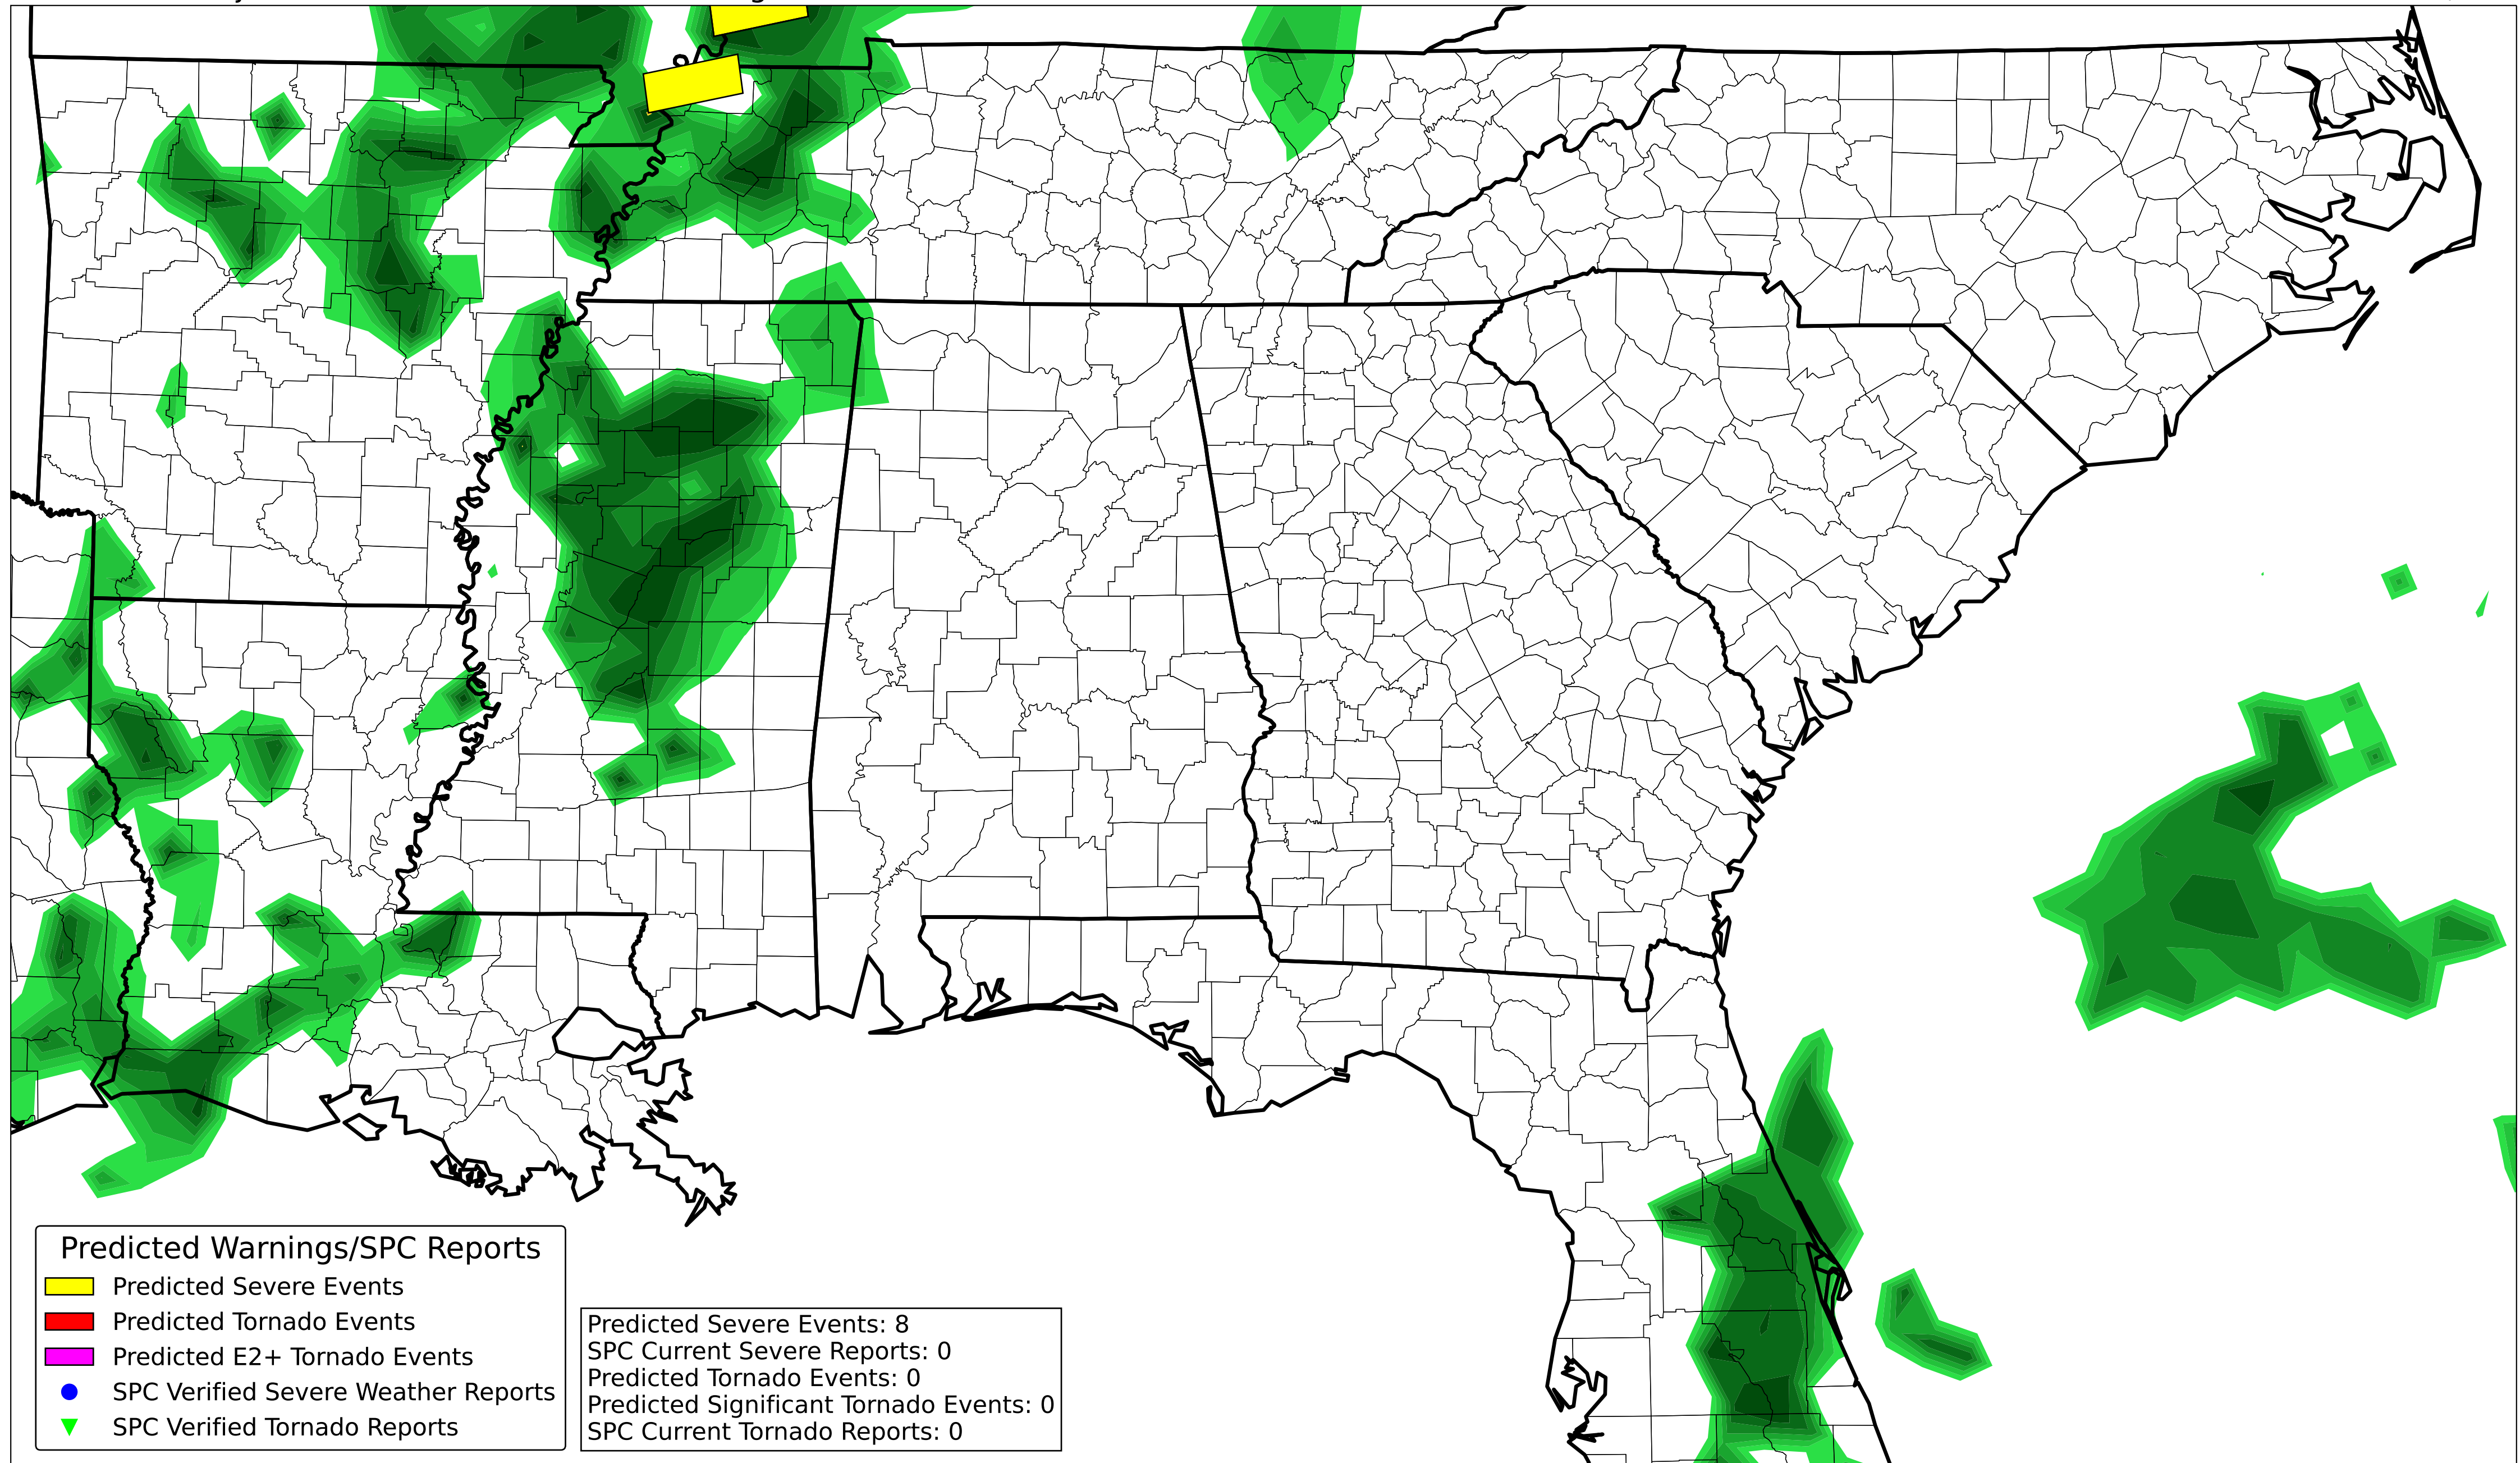 Predicted Warnings/SPC Reports
Predicted Severe Events
Predicted Tornado Events
Predicted E2+ Tornado Events
SPC Verified Severe Weather Reports
SPC Verified Tornado Reports
Predicted Severe Events: 8
SPC Current Severe Reports: 0
Predicted Tornado Events: 0
Predicted Significant Tornado Events: 0
SPC Current Tornado Reports: 0